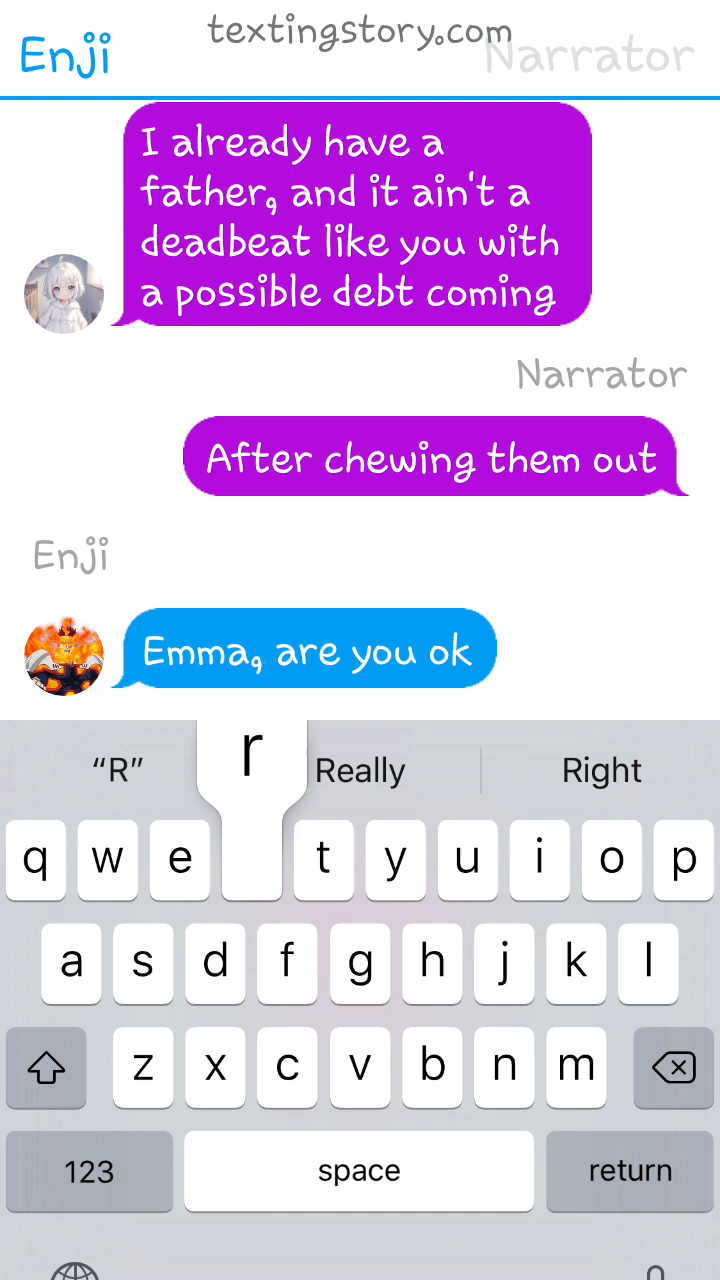 textingstory.com
Enji
Narrator
I already have a
father, and it ain't a
deadbeat like you with
a possible debt coming
Narrator
After chewing them out
Enji
Emma, are you ok
“R”
r
Really
Right
q w e t y u i o p
a s d f g h j k l
z x c v b n m
123 space return